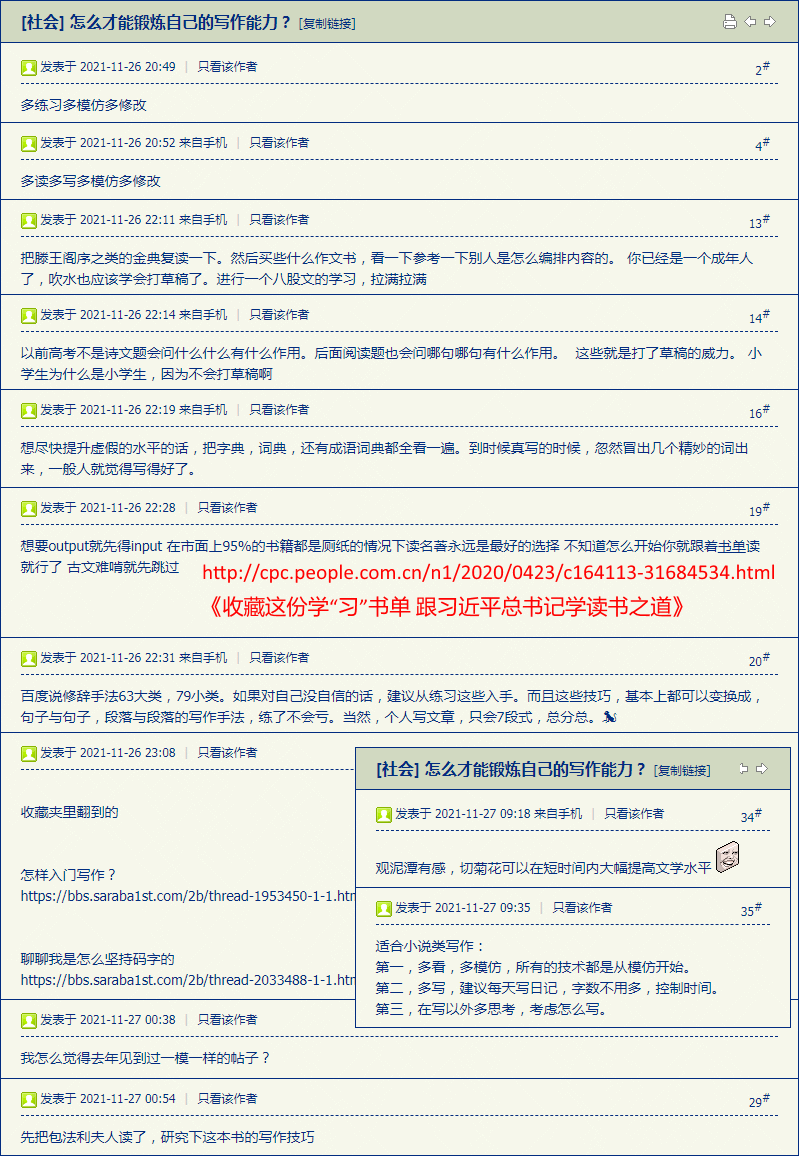 [社会] 怎么才能锻炼自己的写作能力？ [复制链接]
发表于 2021-11-26 20:49 | 只看该作者 2#
多练习多模仿多修改
发表于 2021-11-26 20:52 来自手机 | 只看该作者 4#
多读多写多模仿多修改
发表于 2021-11-26 22:11 来自手机 | 只看该作者 13#
把滕王阁序之类的金典复读一下。然后买些什么作文书，看一下参考一下别人是怎么编排内容的。 你已经是一个成年人
了，吹水也应该学会打草稿了。进行一个八股文的学习，拉满拉满
发表于 2021-11-26 22:14 来自手机 | 只看该作者 14#
以前高考不是诗文题会问什么什么有什么作用。后面阅读题也会问哪句哪句有什么作用。 这些就是打了草稿的威力。 小
学生为什么是小学生，因为不会打草稿啊
发表于 2021-11-26 22:19 来自手机 | 只看该作者 16#
想尽快提升虚假的水平的话，把字典，词典，还有成语词典都全看一遍。到时候真写的时候，忽然冒出几个精妙的词出
来，一般人就觉得写得好了。
发表于 2021-11-26 22:28 | 只看该作者 19#
想要output就先得input 在市面上95%的书籍都是厕纸的情况下读名著永远是最好的选择 不知道怎么开始你就跟着书单读
就行了 古文难啃就先跳过
http://cpc.people.com.cn/n1/2020/0423/c164113-31684534.html
《收藏这份学“习”书单 跟习近平总书记学读书之道》
发表于 2021-11-26 22:31 来自手机 | 只看该作者 20#
百度说修辞手法63大类，79小类。如果对自己没自信的话，建议从练习这些入手。而且这些技巧，基本上都可以变换成，
句子与句子，段落与段落的写作手法，练了不会亏。当然，个人写文章，只会7段式，总分总。
发表于 2021-11-26 23:08 | 只看该作者
收藏夹里翻到的
怎样入门写作？
https://bbs.saraba1st.com/2b/thread-1953450-1-1.htm
聊聊我是怎么坚持码字的
https://bbs.saraba1st.com/2b/thread-2033488-1-1.htm
[社会] 怎么才能锻炼自己的写作能力？ [复制链接]
发表于 2021-11-27 09:18 来自手机 | 只看该作者 34#
观泥潭有感，切菊花可以在短时间内大幅提高文学水平
发表于 2021-11-27 09:35 | 只看该作者 35#
适合小说类写作：
第一，多看，多模仿，所有的技术都是从模仿开始。
第二，多写，建议每天写日记，字数不用多，控制时间。
第三，在写以外多思考，考虑怎么写。
发表于 2021-11-27 00:38 | 只看该作者
我怎么觉得去年见到过一模一样的帖子？
发表于 2021-11-27 00:54 | 只看该作者 29#
先把包法利夫人读了，研究下这本书的写作技巧